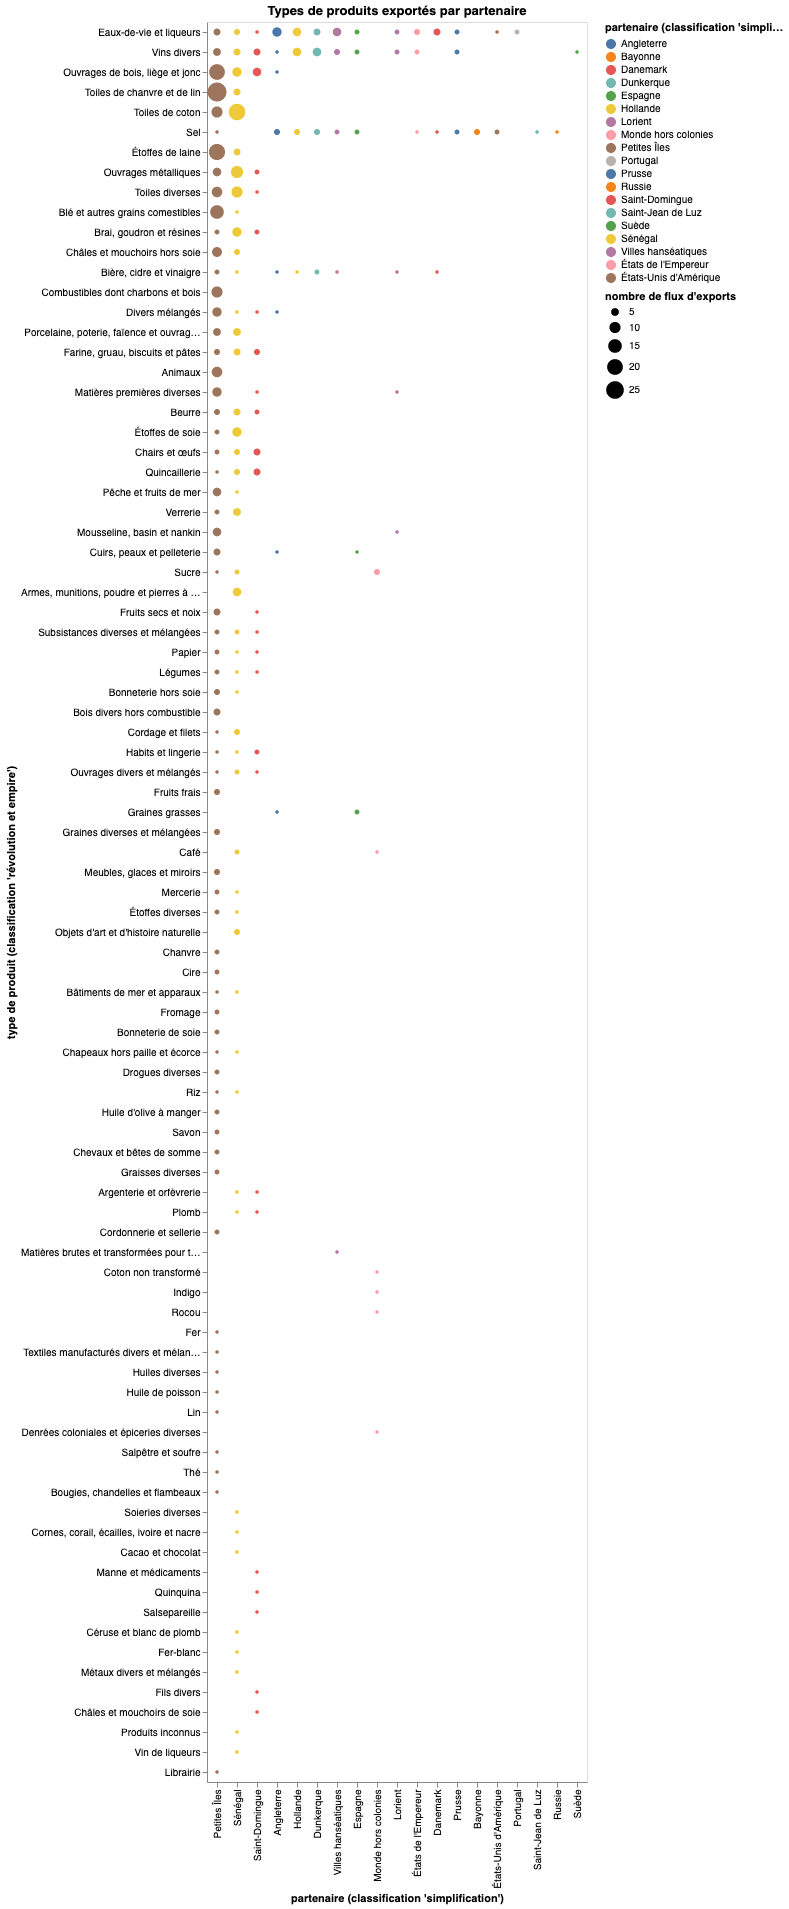 Types de produits exportés par partenaire
Eaux-de-vie et liqueurs
Vins divers
Ouvrages de bois, liège et jonc
Toiles de chanvre et de lin
Toiles de coton
Sel
Étoffes de laine
Ouvrages métalliques
Toiles diverses
Blé et autres grains comestibles
Brai, goudron et résines
Châles et mouchoirs hors soie
Bière, cidre et vinaigre
Combustibles dont charbons et bois
Divers mélangés
Porcelaine, poterie, faïence et ouvrag…
Farine, gruau, biscuits et pâtes
Animaux
Matières premières diverses
Beurre
Étoffes de soie
Chairs et œufs
Quincaillerie
Pêche et fruits de mer
Verrerie
Mousseline, basin et nankin
Cuirs, peaux et pelleterie
Sucre
Armes, munitions, poudre et pierres à …
Fruits secs et noix
Subsistances diverses et mélangées
Papier
Légumes
Bonneterie hors soie
Bois divers hors combustible
Cordage et filets
Habits et lingerie
Ouvrages divers et mélangés
Fruits frais
Graines grasses
Graines diverses et mélangées
Café
Meubles, glaces et miroirs
Mercerie
Étoffes diverses
Objets d'art et d'histoire naturelle
Chanvre
Cire
Bâtiments de mer et apparaux
Fromage
Bonneterie de soie
Chapeaux hors paille et écorce
Drogues diverses
Riz
Huile d'olive à manger
Savon
Chevaux et bêtes de somme
Graisses diverses
Argenterie et orfèvrerie
Plomb
Cordonnerie et sellerie
Matières brutes et transformées pour t…
Coton non transformé
Indigo
Rocou
Fer
Textiles manufacturés divers et mélan…
Huiles diverses
Huile de poisson
Lin
Denrées coloniales et épiceries diverses
Salpêtre et soufre
Thé
Bougies, chandelles et flambeaux
Soieries diverses
Cornes, corail, écailles, ivoire et nacre
Cacao et chocolat
Manne et médicaments
Quinquina
Salsepareille
Céruse et blanc de plomb
Fer-blanc
Métaux divers et mélangés
Fils divers
Châles et mouchoirs de soie
Produits inconnus
Vin de liqueurs
Librairie
type de produit (classification 'révolution et empire')
Petites Îles
Sénégal
Saint-Domingue
Angleterre
Hollande
Dunkerque
Villes hanséatiques
Espagne
Monde hors colonies
Lorient
États de l'Empereur
Danemark
Prusse
Bayonne
États-Unis d'Amérique
Portugal
Saint-Jean de Luz
Russie
Suède
partenaire (classification 'simplification')
partenaire (classification 'simpli…
Angleterre
Bayonne
Danemark
Dunkerque
Espagne
Hollande
Lorient
Monde hors colonies
Petites Îles
Portugal
Prusse
Russie
Saint-Domingue
Saint-Jean de Luz
Suède
Sénégal
Villes hanséatiques
États de l'Empereur
États-Unis d'Amérique
nombre de flux d'exports
5
10
15
20
25